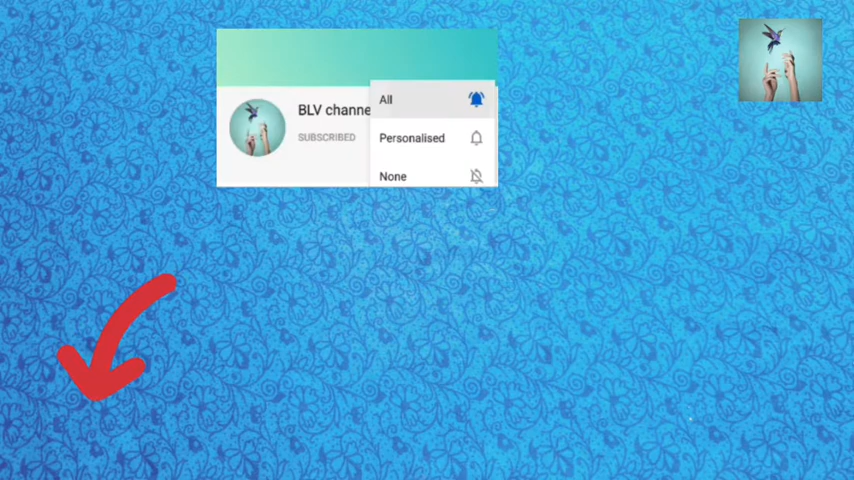 BLV channe
SUBSCRIBED
All
Personalised
None